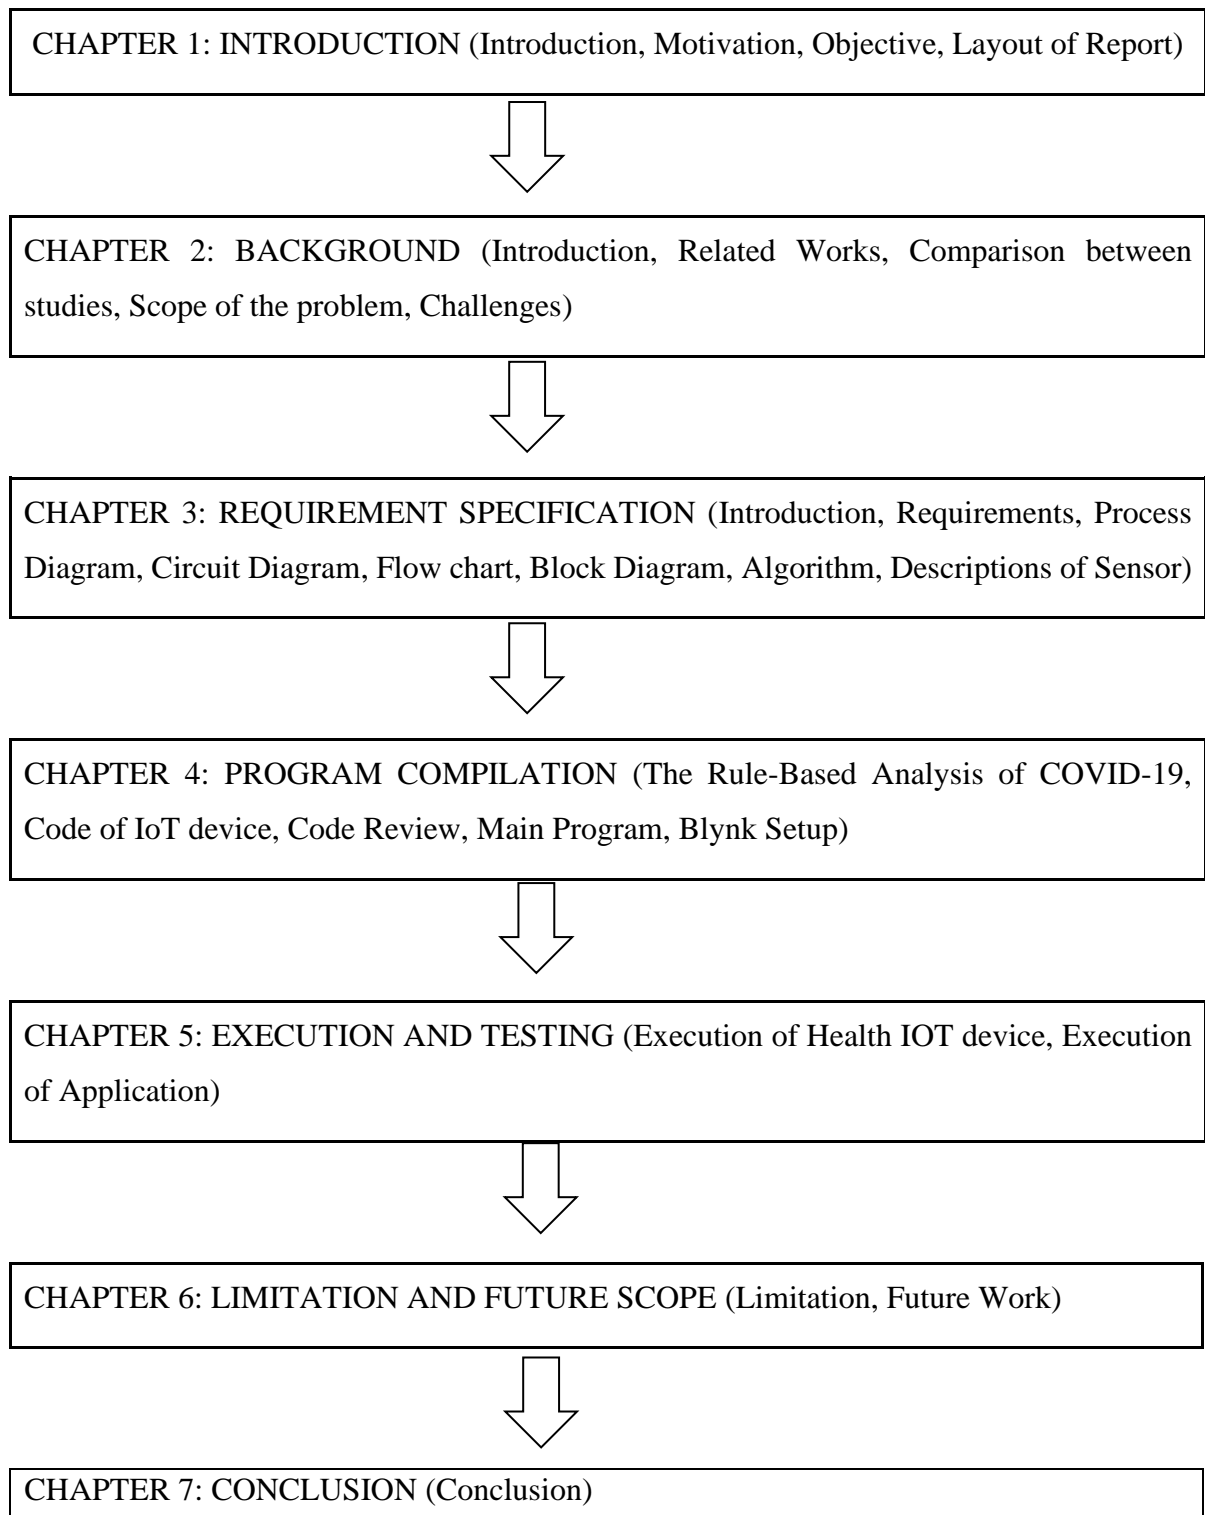 CHAPTER 1: INTRODUCTION (Introduction, Motivation, Objective, Layout of Report)
CHAPTER 2: BACKGROUND (Introduction, Related Works, Comparison between
studies, Scope of the problem, Challenges)
CHAPTER 3: REQUIREMENT SPECIFICATION (Introduction, Requirements, Process
Diagram, Circuit Diagram, Flow chart, Block Diagram, Algorithm, Descriptions of Sensor)
CHAPTER 4: PROGRAM COMPILATION (The Rule-Based Analysis of COVID-19,
Code of IoT device, Code Review, Main Program, Blynk Setup)
CHAPTER 5: EXECUTION AND TESTING (Execution of Health IOT device, Execution
of Application)
CHAPTER 6: LIMITATION AND FUTURE SCOPE (Limitation, Future Work)
CHAPTER 7: CONCLUSION (Conclusion)